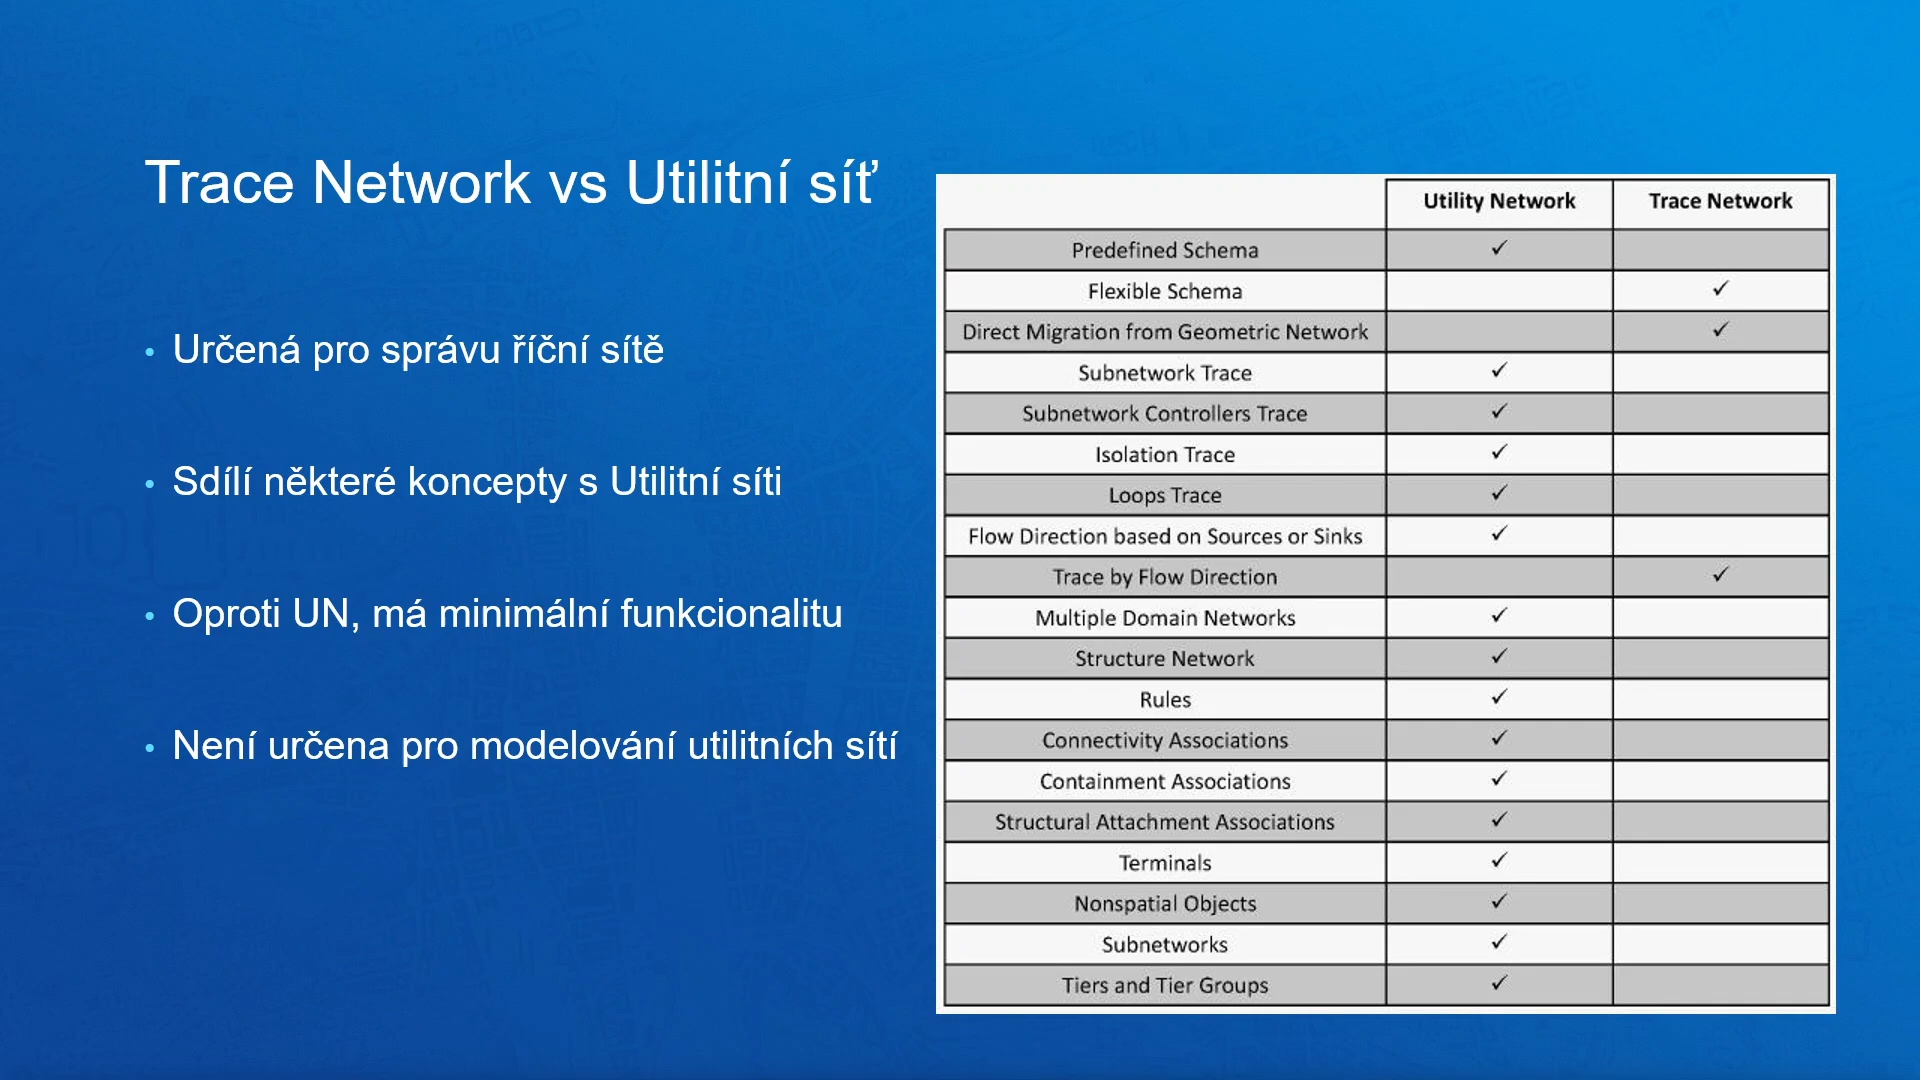 Trace Network vs Utilitní síť
• Určená pro správu říční sítě
• Sdílí některé koncepty s Utilitní síti
• Oproti UN, má minimální funkcionalitu
• Není určena pro modelování utilitních sítí
Utility Network Trace Network
Predefined Schema ✓
Flexible Schema ✓
Direct Migration from Geometric Network ✓
Subnetwork Trace ✓
Subnetwork Controllers Trace ✓
Isolation Trace ✓
Loops Trace ✓
Flow Direction based on Sources or Sinks ✓
Trace by Flow Direction ✓
Multiple Domain Networks ✓
Structure Network ✓
Rules ✓
Connectivity Associations ✓
Containment Associations ✓
Structural Attachment Associations ✓
Terminals ✓
Nonspatial Objects ✓
Subnetworks ✓
Tiers and Tier Groups ✓